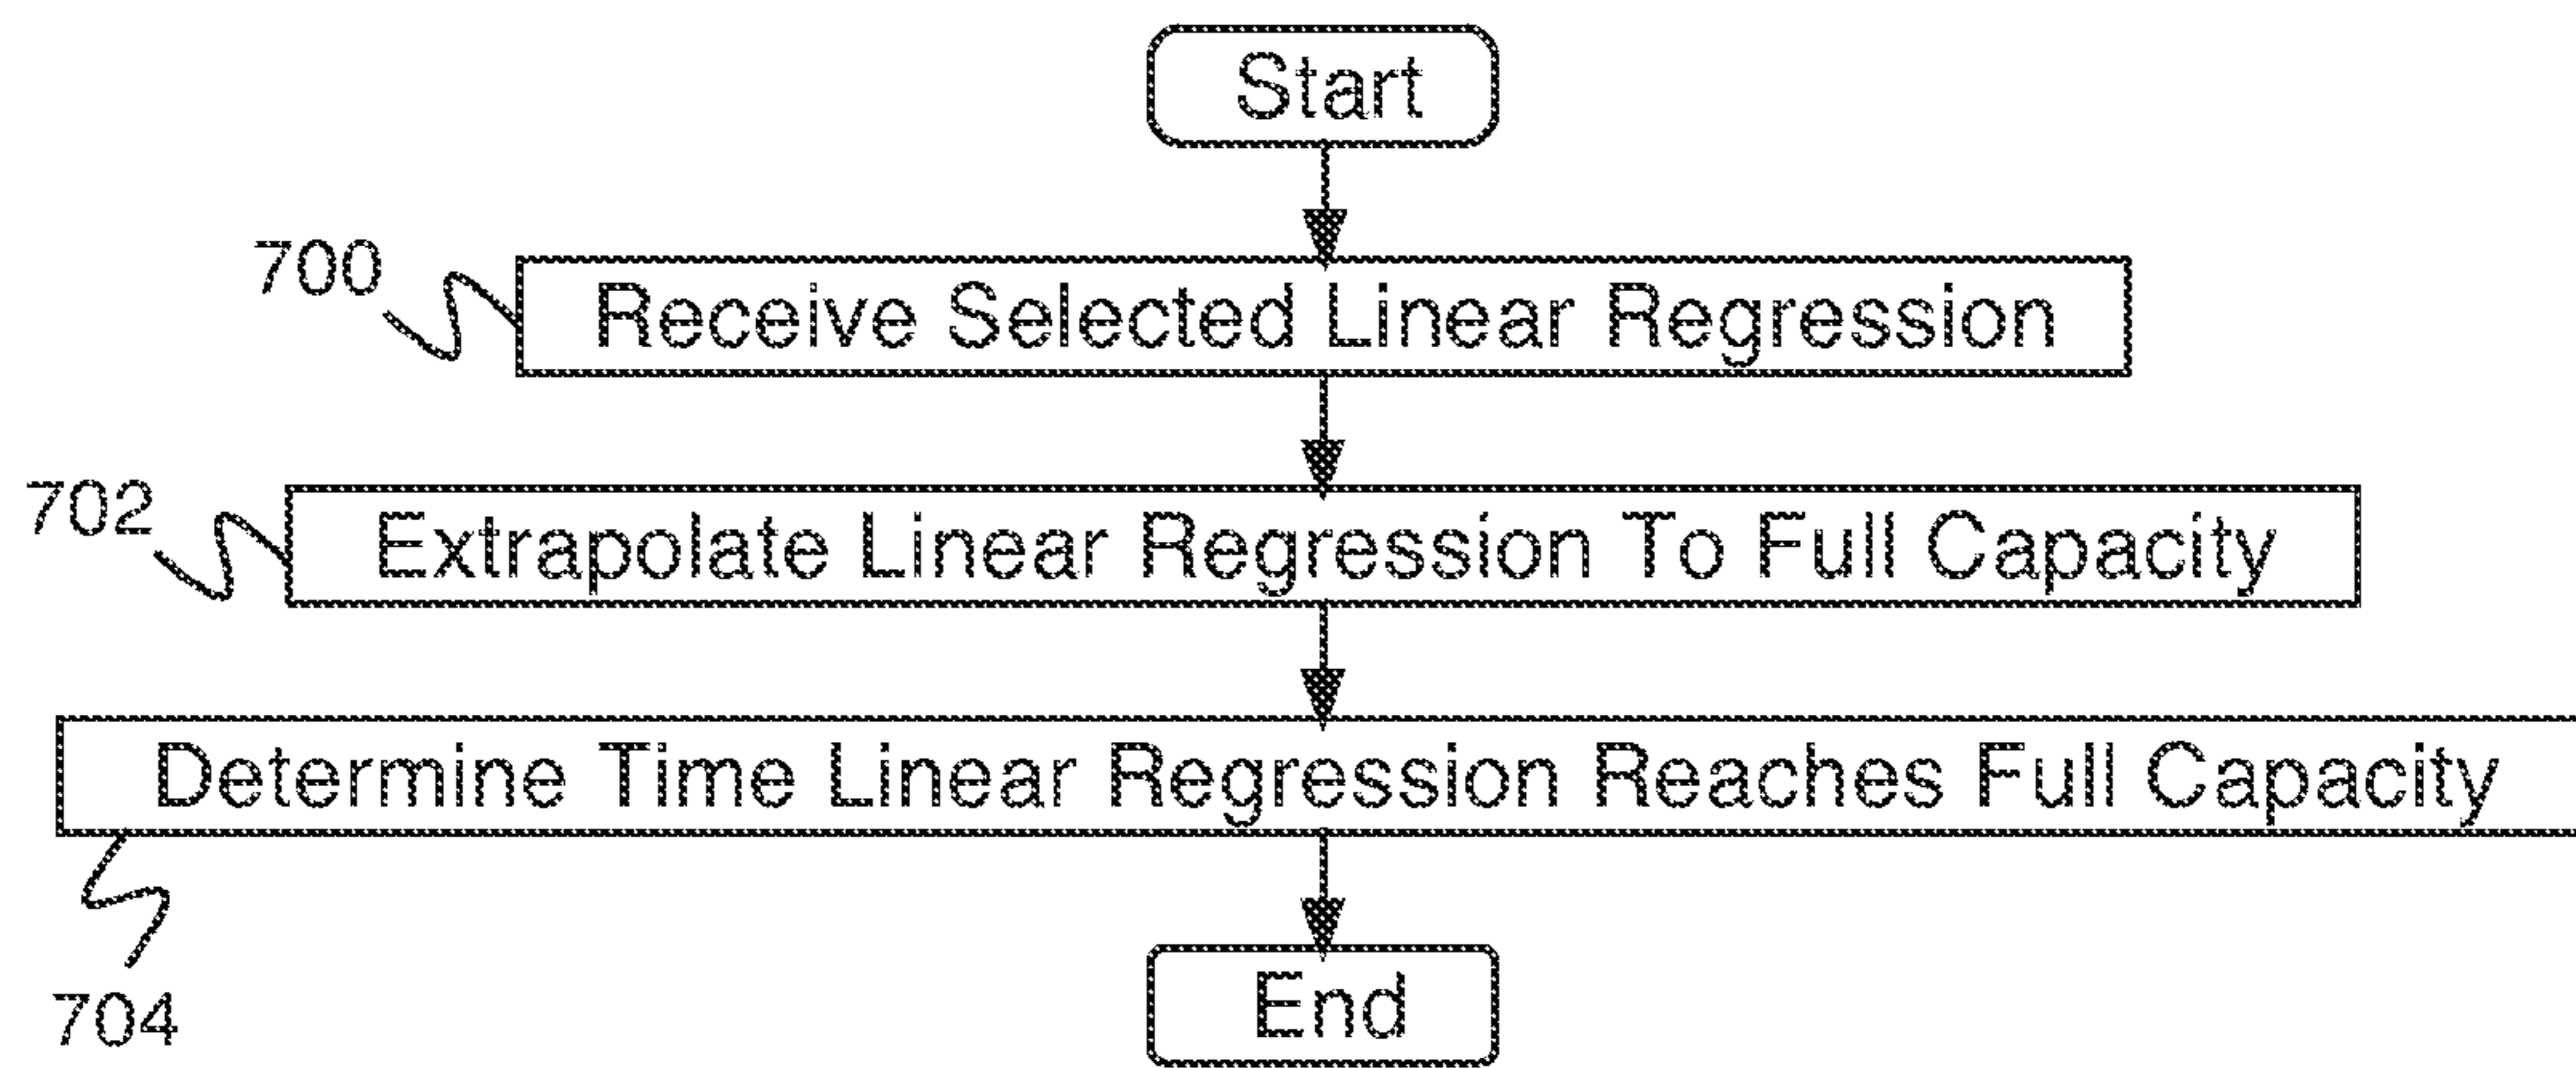 Start
700
Receive Selected Linear Regression
702
Extrapolate Linear Regression To Full Capacity
Determine Time Linear Regression Reaches Full Capacity
704
End